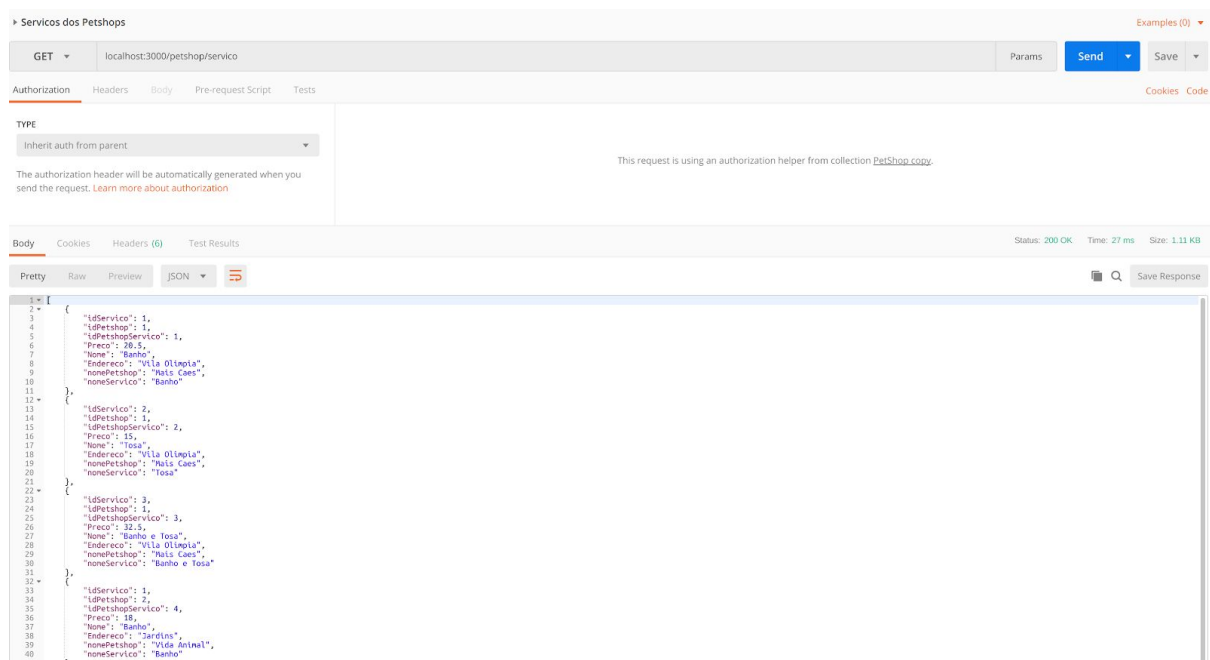 Servicos dos Petshops
Examples (0)
GET
localhost:3000/petshop/servico
Params
Send
Save
Authorization Headers Body Pre-request Script Tests
Cookies Code
TYPE
Inherit auth from parent
The authorization header will be automatically generated when you
send the request. Learn more about authorization
This request is using an authorization helper from collection PetShop copy.
Body Cookies Headers (6) Test Results
Status: 200 OK Time: 27 ms Size: 1.11 KB
Pretty Raw Preview JSON
Save Response
1 [
2 {
3 "idServico": 1,
4 "idPetshop": 1,
5 "idPetshopServico": 1,
6 "Preco": 20.5,
7 "Nome": "Banho",
8 "Endereco": "Vila Olimpia",
9 "nomePetshop": "Mais Caes",
10 "nomeServico": "Banho"
11 },
12 {
13 "idServico": 2,
14 "idPetshop": 1,
15 "idPetshopServico": 2,
16 "Preco": 15,
17 "Nome": "Tosa",
18 "Endereco": "Vila Olimpia",
19 "nomePetshop": "Mais Caes",
20 "nomeServico": "Tosa"
21 },
22 {
23 "idServico": 3,
24 "idPetshop": 1,
25 "idPetshopServico": 3,
26 "Preco": 32.5,
27 "Nome": "Banho e Tosa",
28 "Endereco": "Vila Olimpia",
29 "nomePetshop": "Mais Caes",
30 "nomeServico": "Banho e Tosa"
31 },
32 {
33 "idServico": 1,
34 "idPetshop": 2,
35 "idPetshopServico": 4,
36 "Preco": 18,
37 "Nome": "Banho",
38 "Endereco": "Jardins",
39 "nomePetshop": "Vida Animal",
40 "nomeServico": "Banho"